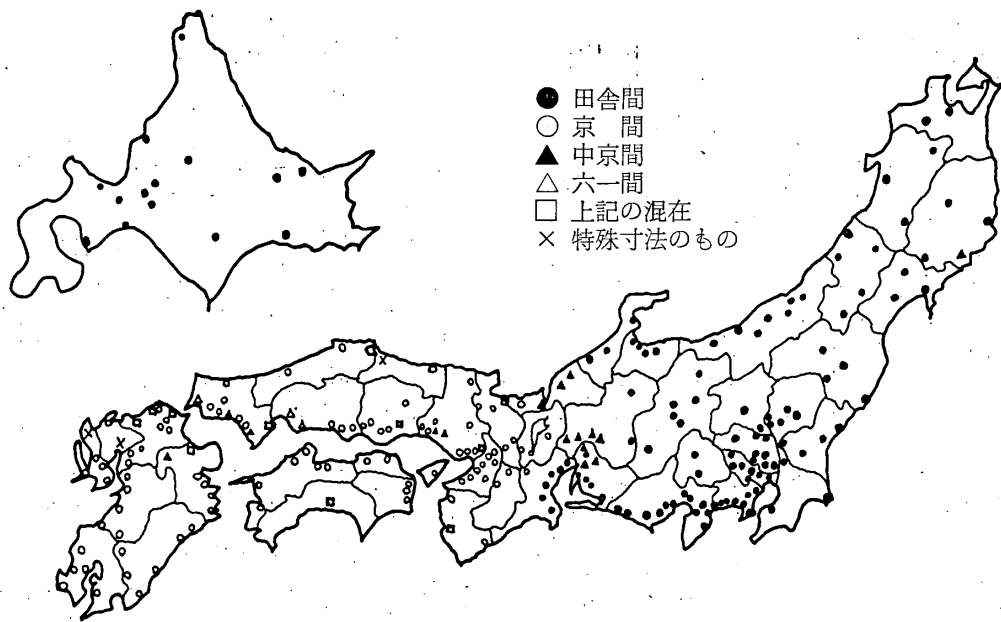 ● 田舎間
○ 京　間
▲ 中京間
△ 六一間
□ 上記の混在
× 特殊寸法のもの